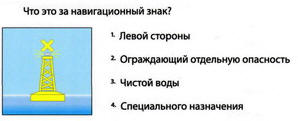 Что это за навигационный знак?
1. Левой стороны
2. Ограждающий отдельную опасность
3. Чистой воды
4. Специального назначения